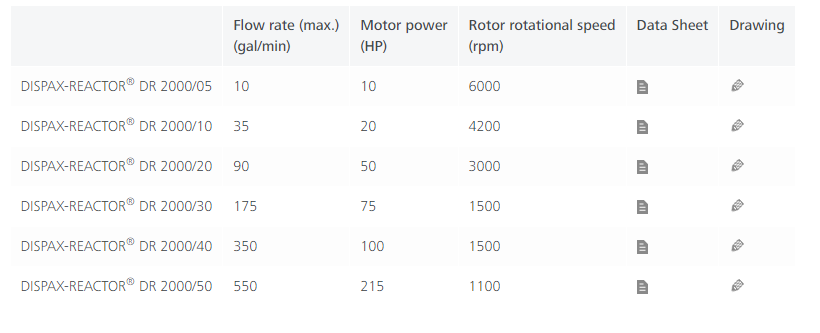 Flow rate (max.) (gal/min) Motor power (HP) Rotor rotational speed (rpm) Data Sheet Drawing
DISPAX-REACTOR® DR 2000/05 10 10 6000
DISPAX-REACTOR® DR 2000/10 35 20 4200
DISPAX-REACTOR® DR 2000/20 90 50 3000
DISPAX-REACTOR® DR 2000/30 175 75 1500
DISPAX-REACTOR® DR 2000/40 350 100 1500
DISPAX-REACTOR® DR 2000/50 550 215 1100